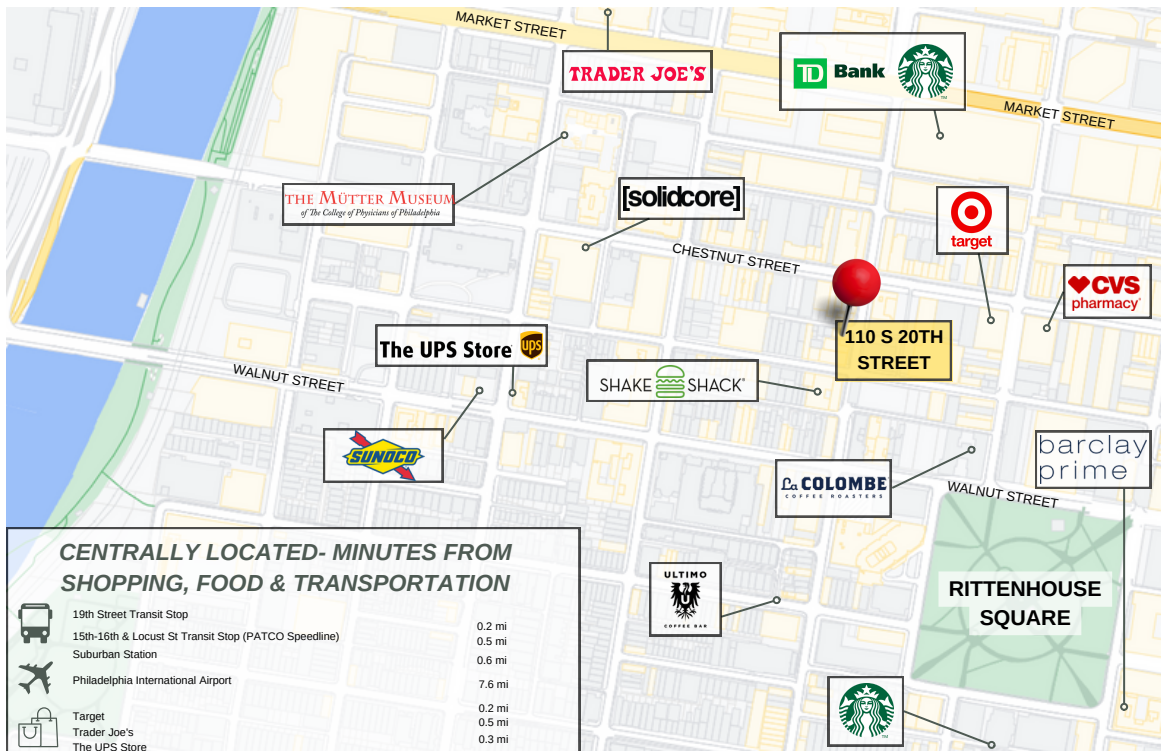 MARKET STREET
TRADER JOE'S
TD Bank
MARKET STREET
THE MÜTTER MUSEUM
of The College of Physicians of Philadelphia
[solidcore]
target
CHESTNUT STREET
CVS
pharmacy
110 S 20TH
STREET
The UPS Store
ups
SHAKE SHACK
WALNUT STREET
SUNOCO
barclay
prime
La COLOMBE
COFFEE ROASTERS
WALNUT STREET
ULTIMO
COFFEE BAR
RITTENHOUSE
SQUARE
CENTRALLY LOCATED- MINUTES FROM
SHOPPING, FOOD & TRANSPORTATION
19th Street Transit Stop 0.2 mi
15th-16th & Locust St Transit Stop (PATCO Speedline) 0.5 mi
Suburban Station 0.6 mi
Philadelphia International Airport 7.6 mi
Target 0.2 mi
Trader Joe's 0.5 mi
The UPS Store 0.3 mi